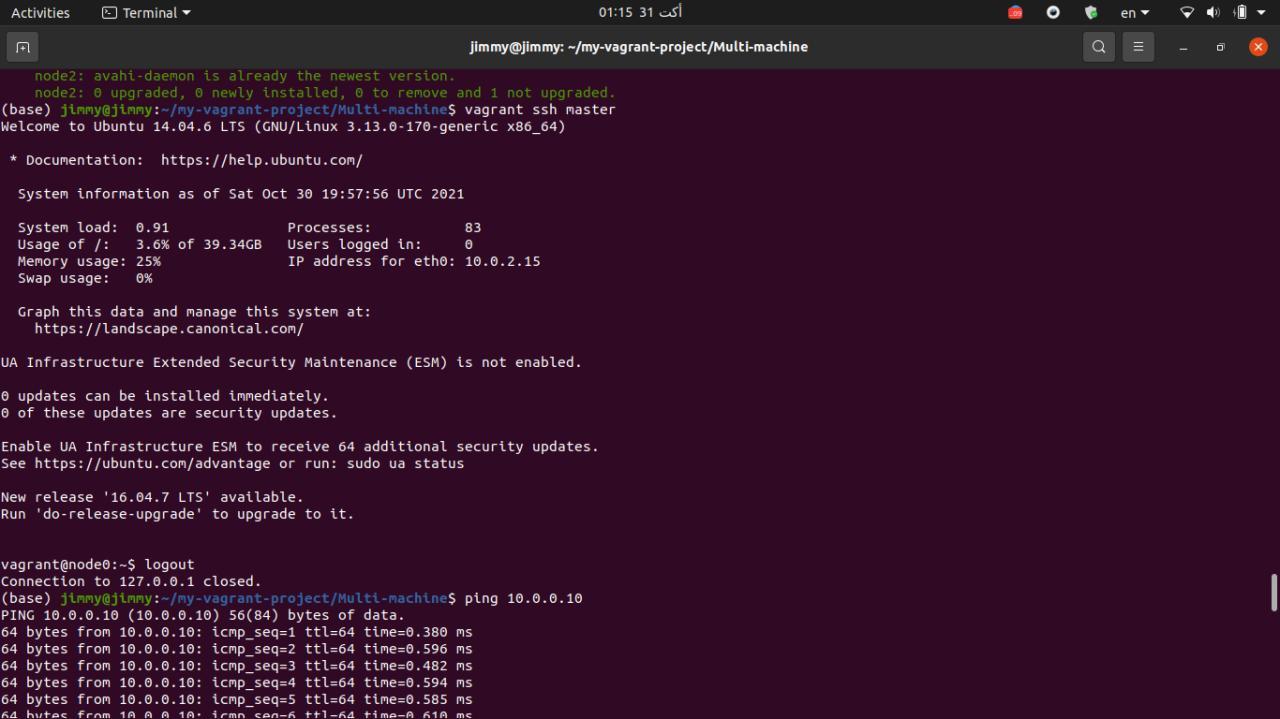 Activities Terminal أكت 31 01:15 en
jimmy@jimmy: ~/my-vagrant-project/Multi-machine
node2: avahi-daemon is already the newest version.
node2: 0 upgraded, 0 newly installed, 0 to remove and 1 not upgraded.
(base) jimmy@jimmy:~/my-vagrant-project/Multi-machine$ vagrant ssh master
Welcome to Ubuntu 14.04.6 LTS (GNU/Linux 3.13.0-170-generic x86_64)
* Documentation:  https://help.ubuntu.com/
System information as of Sat Oct 30 19:57:56 UTC 2021
System load:  0.91              Processes:           83
Usage of /:   3.6% of 39.34GB   Users logged in:     0
Memory usage: 25%               IP address for eth0: 10.0.2.15
Swap usage:   0%
Graph this data and manage this system at:
https://landscape.canonical.com/
UA Infrastructure Extended Security Maintenance (ESM) is not enabled.
0 updates can be installed immediately.
0 of these updates are security updates.
Enable UA Infrastructure ESM to receive 64 additional security updates.
See https://ubuntu.com/advantage or run: sudo ua status
New release '16.04.7 LTS' available.
Run 'do-release-upgrade' to upgrade to it.
vagrant@node0:~$ logout
Connection to 127.0.0.1 closed.
(base) jimmy@jimmy:~/my-vagrant-project/Multi-machine$ ping 10.0.0.10
PING 10.0.0.10 (10.0.0.10) 56(84) bytes of data.
64 bytes from 10.0.0.10: icmp_seq=1 ttl=64 time=0.380 ms
64 bytes from 10.0.0.10: icmp_seq=2 ttl=64 time=0.596 ms
64 bytes from 10.0.0.10: icmp_seq=3 ttl=64 time=0.482 ms
64 bytes from 10.0.0.10: icmp_seq=4 ttl=64 time=0.594 ms
64 bytes from 10.0.0.10: icmp_seq=5 ttl=64 time=0.585 ms
64 bytes from 10.0.0.10: icmp_seq=6 ttl=64 time=0.610 ms